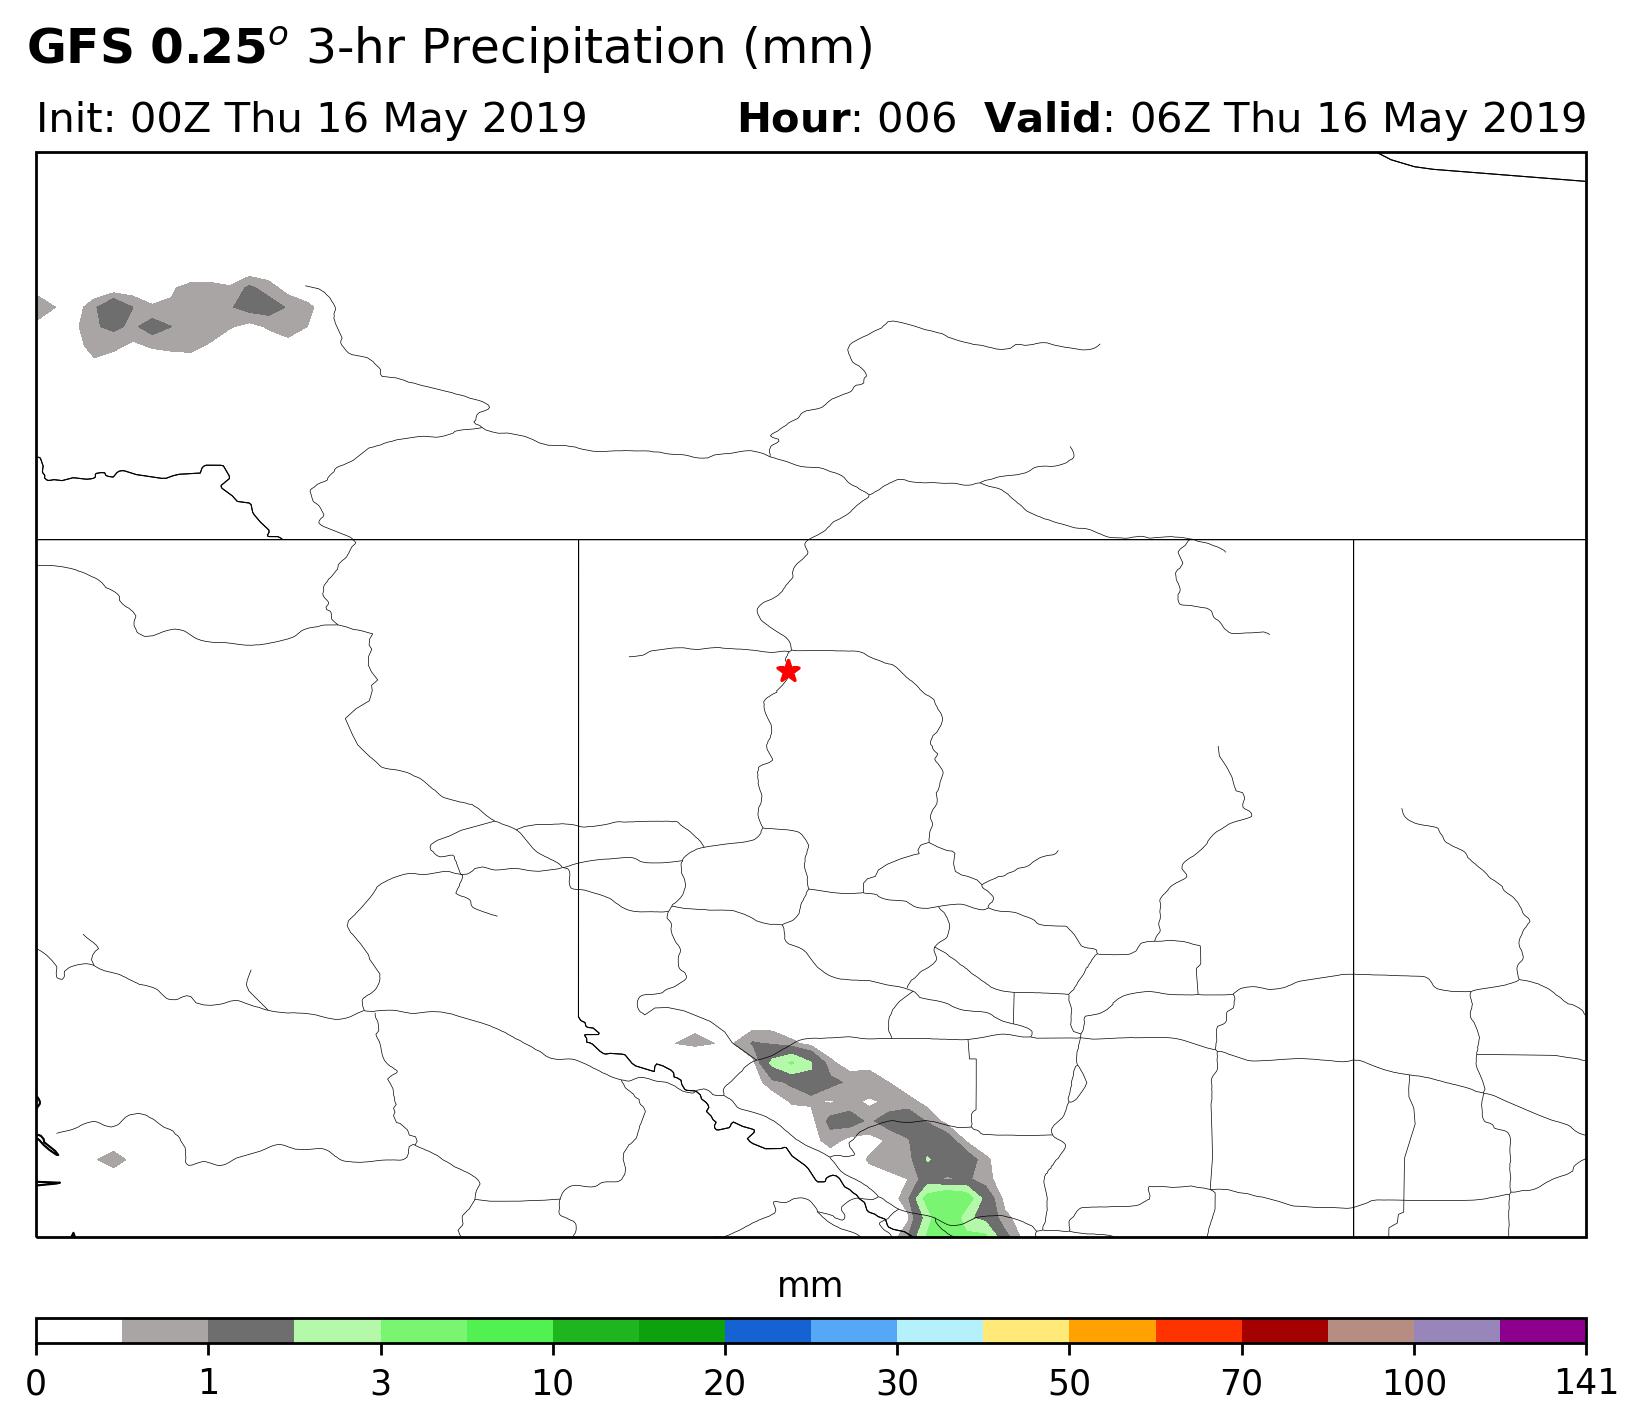 GFS 0.25o 3-hr Precipitation (mm)
Init: 00Z Thu 16 May 2019 Hour: 006 Valid: 06Z Thu 16 May 2019
mm
0 1 3 10 20 30 50 70 100 141